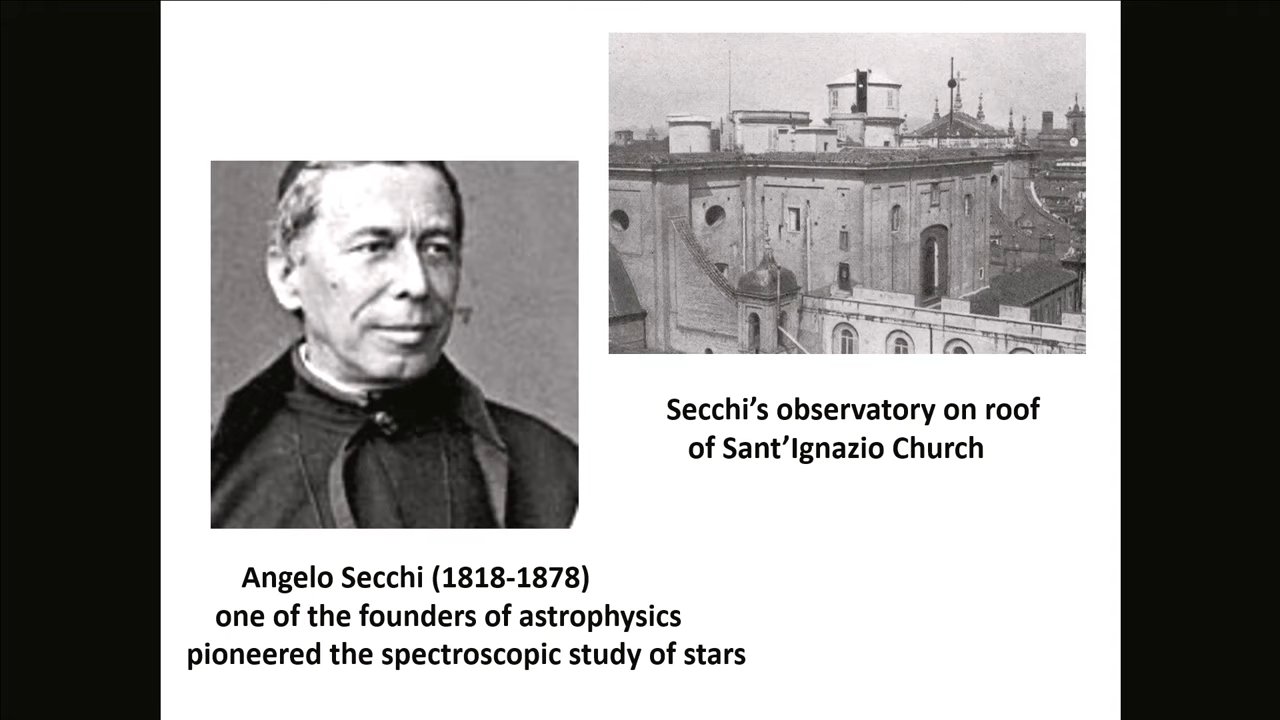 Secchi’s observatory on roof
of Sant’Ignazio Church
Angelo Secchi (1818-1878)
one of the founders of astrophysics
pioneered the spectroscopic study of stars